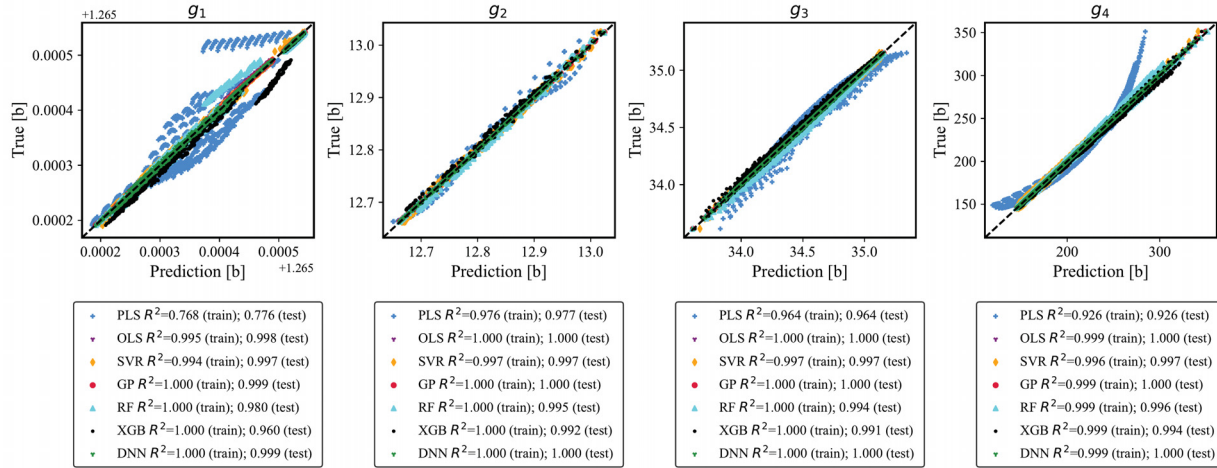 g1
+1.265
True [b]
0.0005
0.0004
0.0003
0.0002
0.0002 0.0003 0.0004 0.0005
Prediction [b]
+1.265
PLS R²=0.768 (train); 0.776 (test)
OLS R²=0.995 (train); 0.998 (test)
SVR R²=0.994 (train); 0.997 (test)
GP R²=1.000 (train); 0.999 (test)
RF R²=1.000 (train); 0.980 (test)
XGB R²=1.000 (train); 0.960 (test)
DNN R²=1.000 (train); 0.999 (test)
g2
True [b]
13.0
12.9
12.8
12.7
12.7 12.8 12.9 13.0
Prediction [b]
PLS R²=0.976 (train); 0.977 (test)
OLS R²=1.000 (train); 1.000 (test)
SVR R²=0.997 (train); 0.997 (test)
GP R²=1.000 (train); 1.000 (test)
RF R²=1.000 (train); 0.995 (test)
XGB R²=1.000 (train); 0.992 (test)
DNN R²=1.000 (train); 1.000 (test)
g3
True [b]
35.0
34.5
34.0
34.0 34.5 35.0
Prediction [b]
PLS R²=0.964 (train); 0.964 (test)
OLS R²=1.000 (train); 1.000 (test)
SVR R²=0.997 (train); 0.997 (test)
GP R²=1.000 (train); 1.000 (test)
RF R²=1.000 (train); 0.994 (test)
XGB R²=1.000 (train); 0.991 (test)
DNN R²=1.000 (train); 1.000 (test)
g4
True [b]
350
300
250
200
150
200 300
Prediction [b]
PLS R²=0.926 (train); 0.926 (test)
OLS R²=0.999 (train); 1.000 (test)
SVR R²=0.996 (train); 0.997 (test)
GP R²=0.999 (train); 1.000 (test)
RF R²=0.999 (train); 0.996 (test)
XGB R²=0.999 (train); 0.994 (test)
DNN R²=0.999 (train); 1.000 (test)